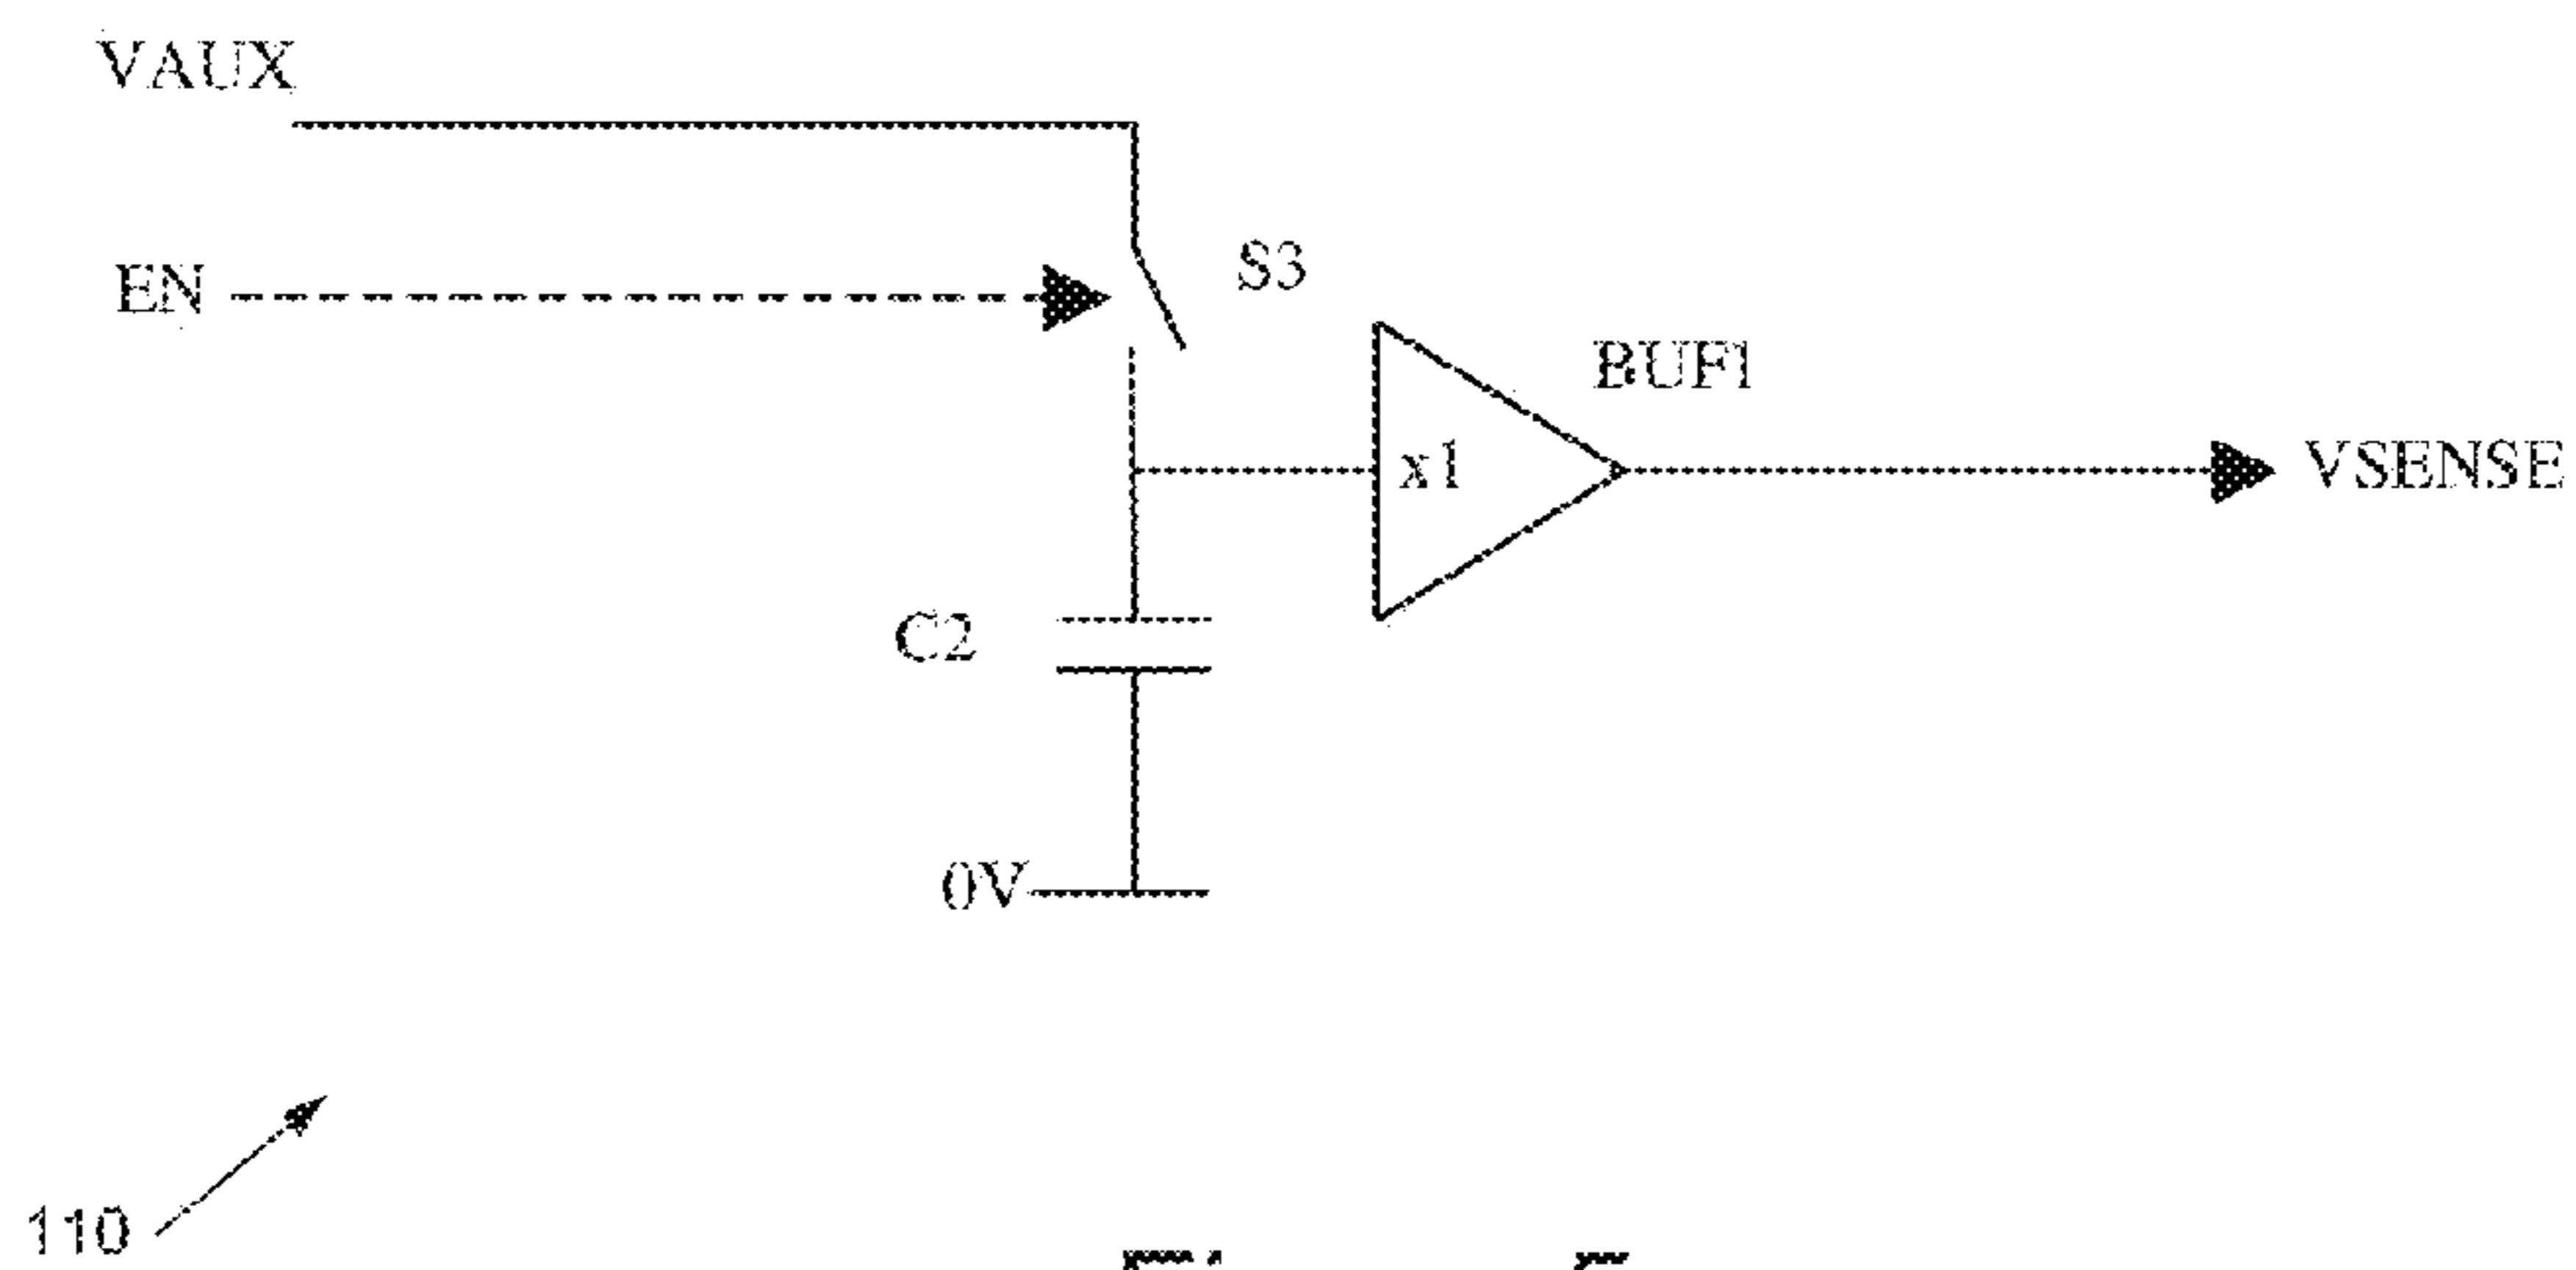 VAUX
EN
S3
BUF1
x1
VSENSE
C2
0V
110